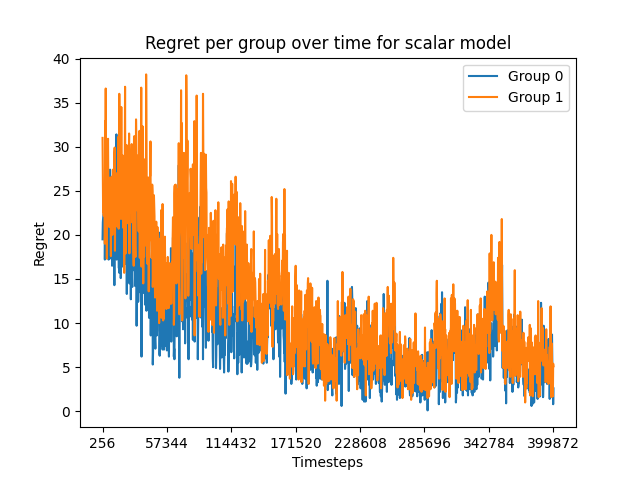 Regret per group over time for scalar model
Group 0
Group 1
40
35
30
25
20
15
10
5
0
Regret
256 57344 114432 171520 228608 285696 342784 399872
Timesteps